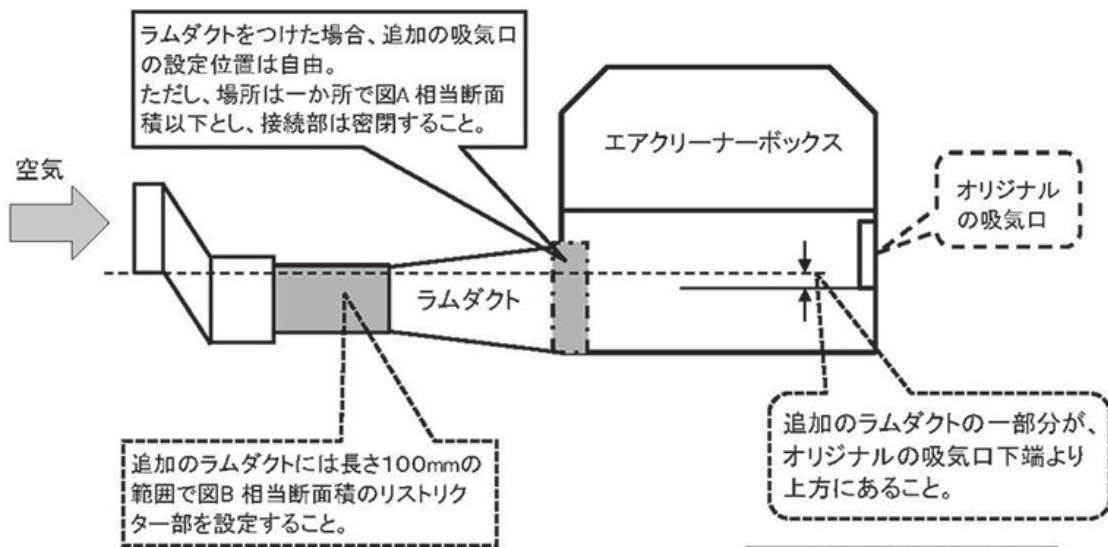 ラムダクトをつけた場合、追加の吸気口
の設定位置は自由。
ただし、場所は一か所で図A 相当断面
積以下とし、接続部は密閉すること。
エアクリーナーボックス
空気
オリジナル
の吸気口
ラムダクト
追加のラムダクトの一部分が、
オリジナルの吸気口下端より
上方にあること。
追加のラムダクトには長さ100mmの
範囲で図B 相当断面積のリストリク
ター部を設定すること。